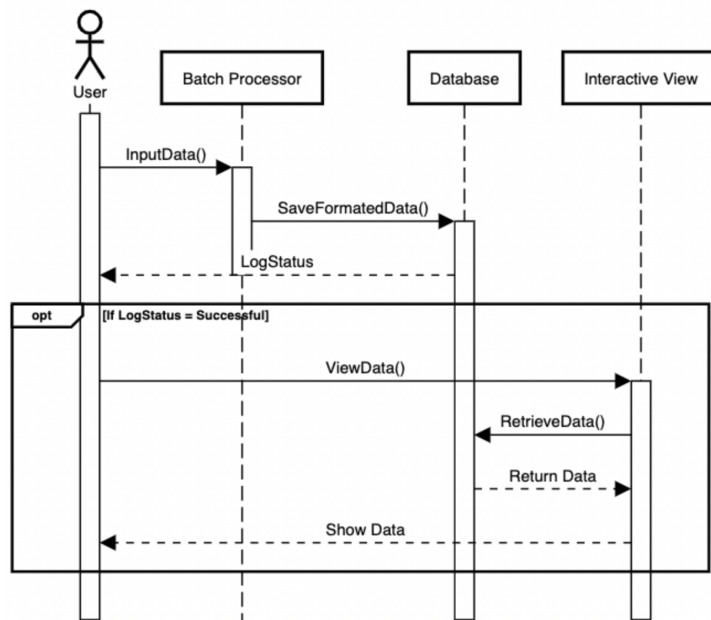 User
Batch Processor
Database
Interactive View
InputData()
SaveFormatedData()
LogStatus
opt
[If LogStatus = Successful]
ViewData()
RetrieveData()
Return Data
Show Data